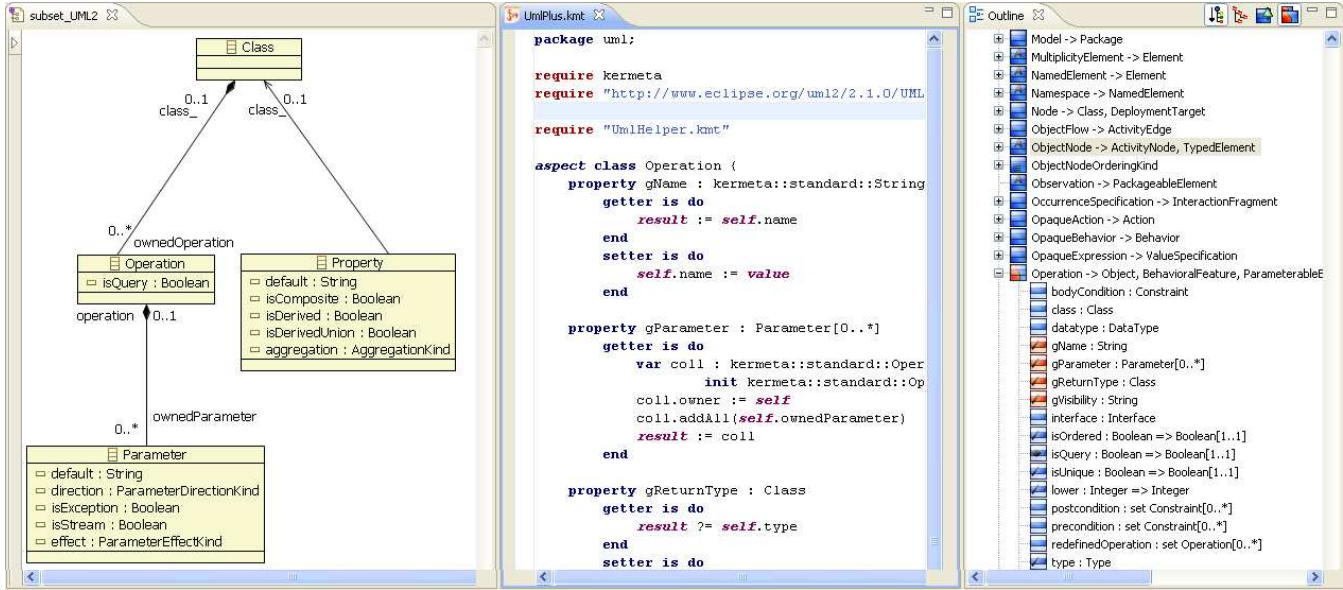 subset_UML2
Class
0..1
class_
0..1
class_
0..*
ownedOperation
Operation
isQuery : Boolean
Property
default : String
isComposite : Boolean
isDerived : Boolean
isDerivedUnion : Boolean
aggregation : AggregationKind
operation
0..1
ownedParameter
0..*
Parameter
default : String
direction : ParameterDirectionKind
isException : Boolean
isStream : Boolean
effect : ParameterEffectKind
UmlPlus.kmt
package uml;
require kermeta
require "http://www.eclipse.org/uml2/2.1.0/UML
require "UmlHelper.kmt"
aspect class Operation {
property gName : kermeta::standard::String
getter is do
result := self.name
end
setter is do
self.name := value
end
property gParameter : Parameter[0..*]
getter is do
var coll : kermeta::standard::Oper
init kermeta::standard::Op
coll.owner := self
coll.addAll(self.ownedParameter)
result := coll
end
property gReturnType : Class
getter is do
result ?= self.type
end
setter is do
Outline
Model -> Package
MultiplicityElement -> Element
NamedElement -> Element
Namespace -> NamedElement
Node -> Class, DeploymentTarget
ObjectFlow -> ActivityEdge
ObjectNode -> ActivityNode, TypedElement
ObjectNodeOrderingKind
Observation -> PackageableElement
OccurrenceSpecification -> InteractionFragment
OpaqueAction -> Action
OpaqueBehavior -> Behavior
OpaqueExpression -> ValueSpecification
Operation -> Object, BehavioralFeature, ParameterableE
bodyCondition : Constraint
class : Class
datatype : DataType
gName : String
gParameter : Parameter[0..*]
gReturnType : Class
gVisibility : String
interface : Interface
isOrdered : Boolean => Boolean[1..1]
isQuery : Boolean => Boolean[1..1]
isUnique : Boolean => Boolean[1..1]
lower : Integer => Integer
postcondition : set Constraint[0..*]
precondition : set Constraint[0..*]
redefinedOperation : set Operation[0..*]
type : Type